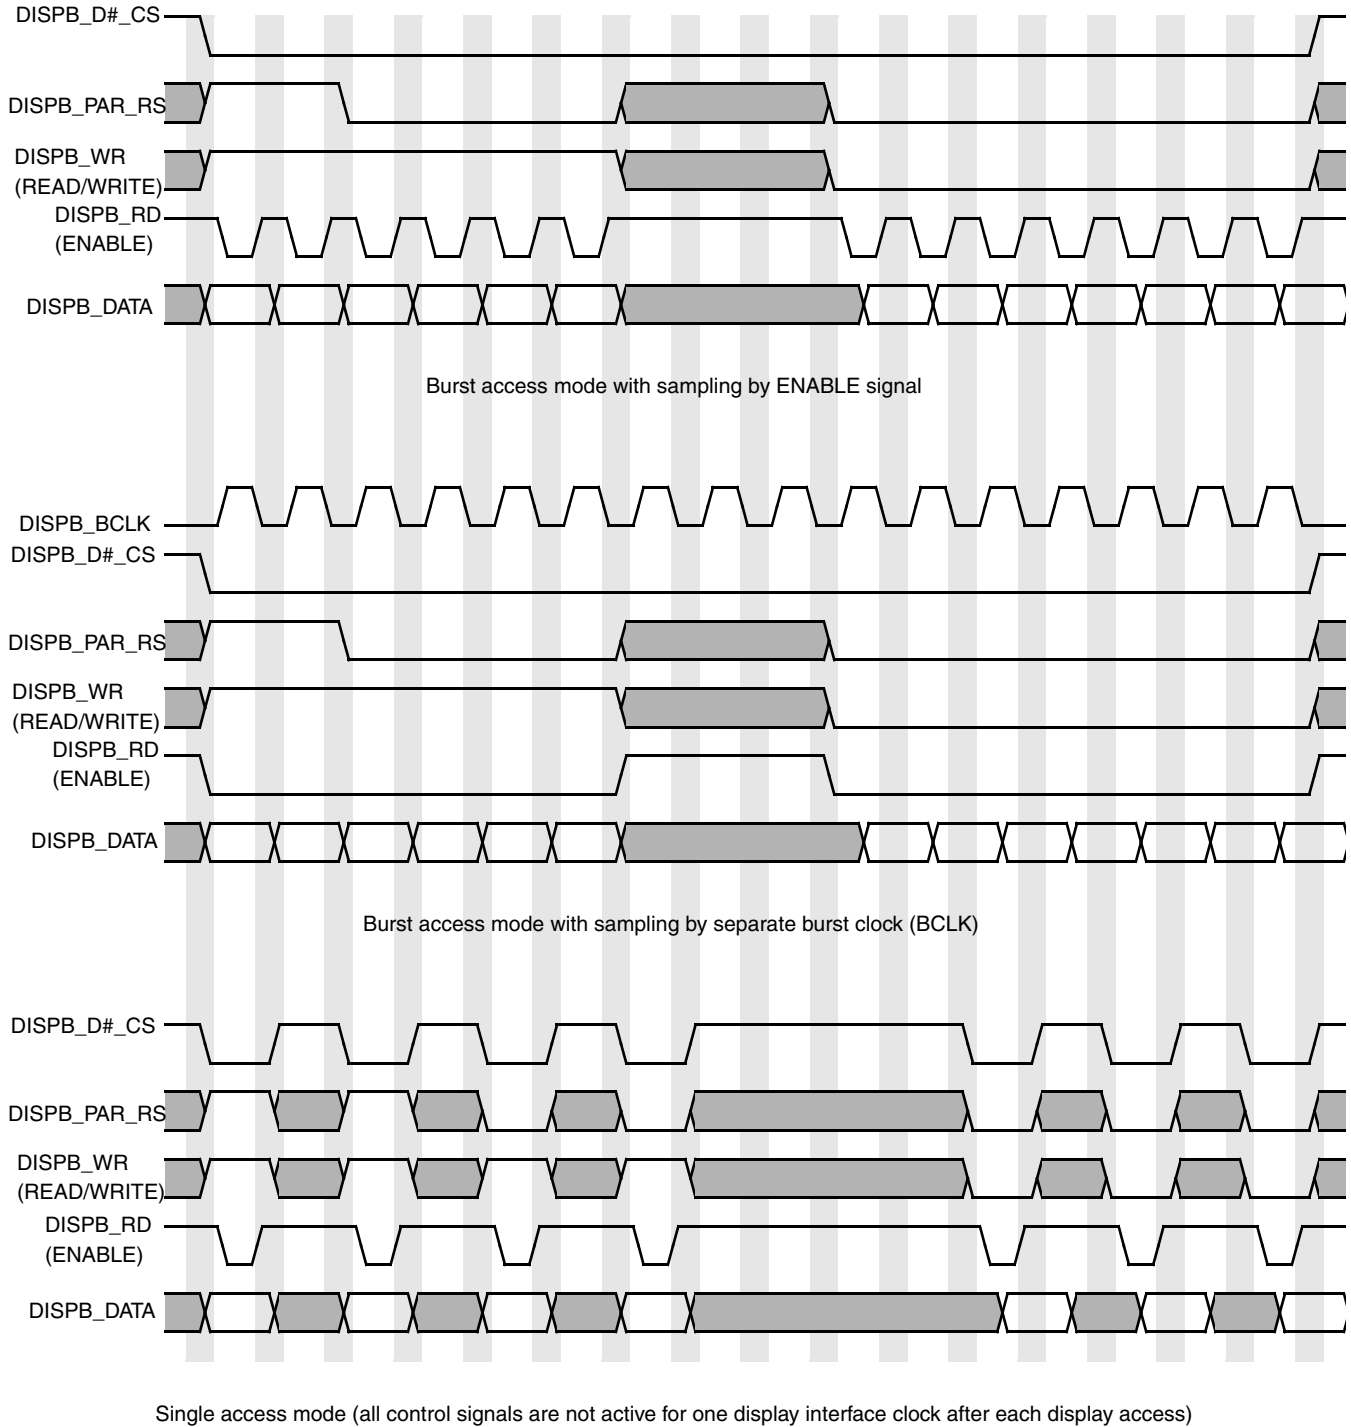 DISPB_D#_CS
DISPB_PAR_RS
DISPB_WR
(READ/WRITE)
DISPB_RD
(ENABLE)
DISPB_DATA
Burst access mode with sampling by ENABLE signal
DISPB_BCLK
DISPB_D#_CS
DISPB_PAR_RS
DISPB_WR
(READ/WRITE)
DISPB_RD
(ENABLE)
DISPB_DATA
Burst access mode with sampling by separate burst clock (BCLK)
DISPB_D#_CS
DISPB_PAR_RS
DISPB_WR
(READ/WRITE)
DISPB_RD
(ENABLE)
DISPB_DATA
Single access mode (all control signals are not active for one display interface clock after each display access)